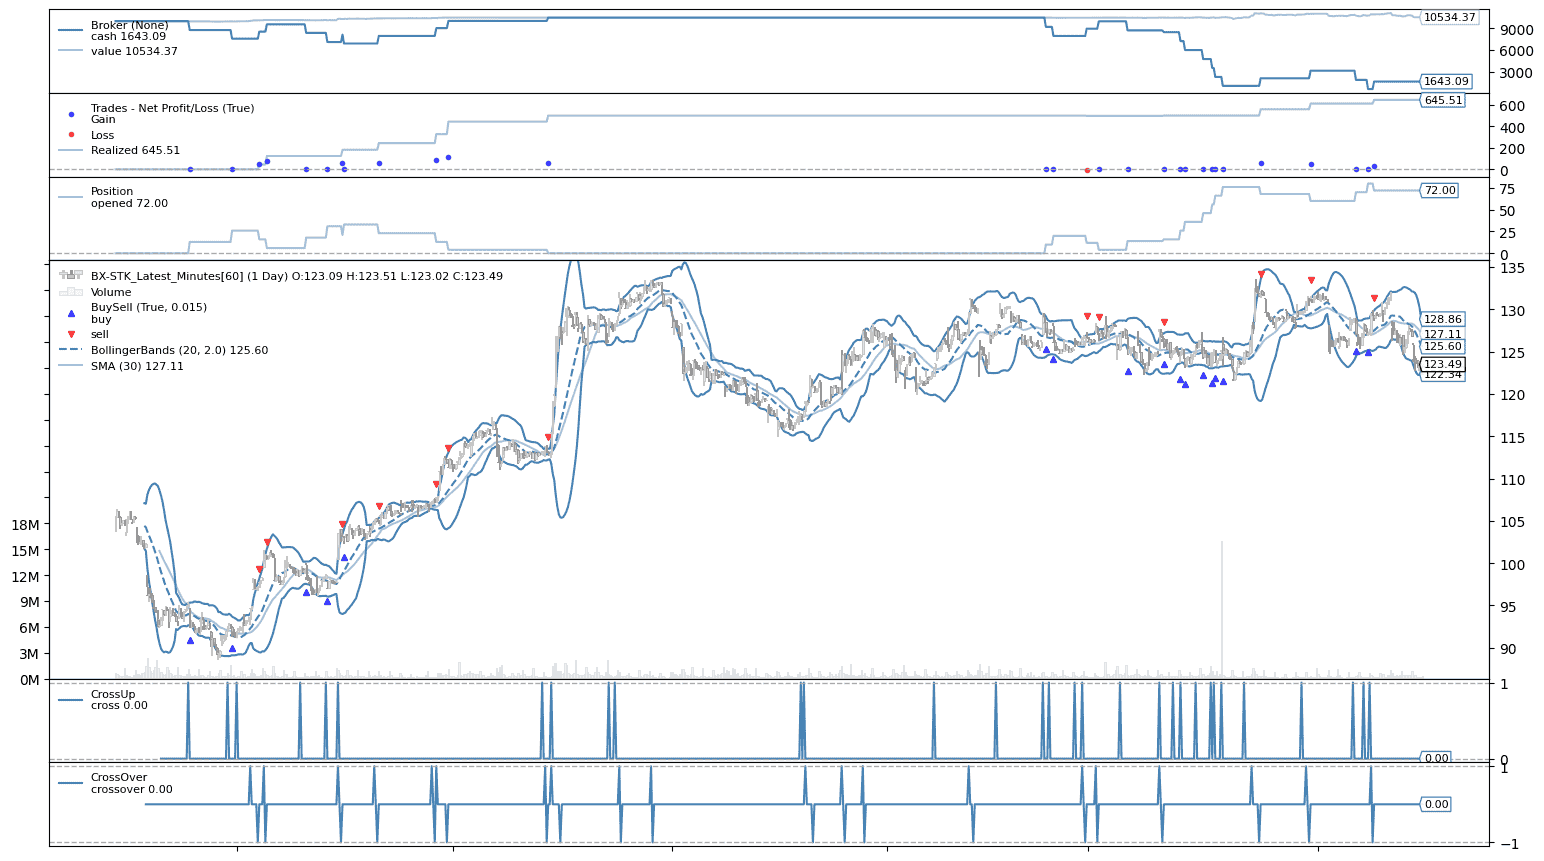 Broker (None)
cash 1643.09
value 10534.37
10534.37
9000
6000
3000
1643.09
Trades - Net Profit/Loss (True)
Gain
Loss
Realized 645.51
645.51
600
400
200
0
Position
opened 72.00
75
72.00
50
25
0
BX-STK_Latest_Minutes[60] (1 Day) O:123.09 H:123.51 L:123.02 C:123.49
Volume
BuySell (True, 0.015)
buy
sell
BollingerBands (20, 2.0) 125.60
SMA (30) 127.11
135
130
128.86
127.11
125.60
125
123.49
122.34
120
115
110
105
100
95
90
18M
15M
12M
9M
6M
3M
0M
CrossUp
cross 0.00
1
0.00
0
CrossOver
crossover 0.00
1
0.00
−1